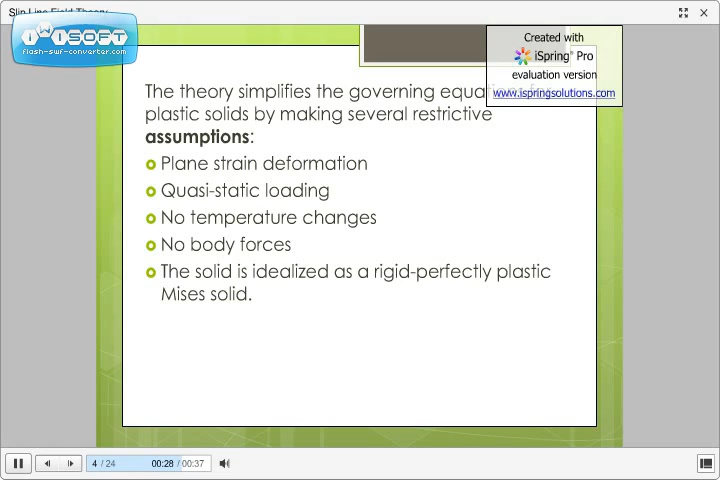 Slip Line Field Theory
iWiSOFT
flash-swf-converter.com
Created with
iSpring® Pro
evaluation version
www.ispringsolutions.com
The theory simplifies the governing
plastic solids by making several restrictive
assumptions:
Plane strain deformation
Quasi-static loading
No temperature changes
No body forces
The solid is idealized as a rigid-perfectly plastic
Mises solid.
4 / 24
00:28 / 00:37